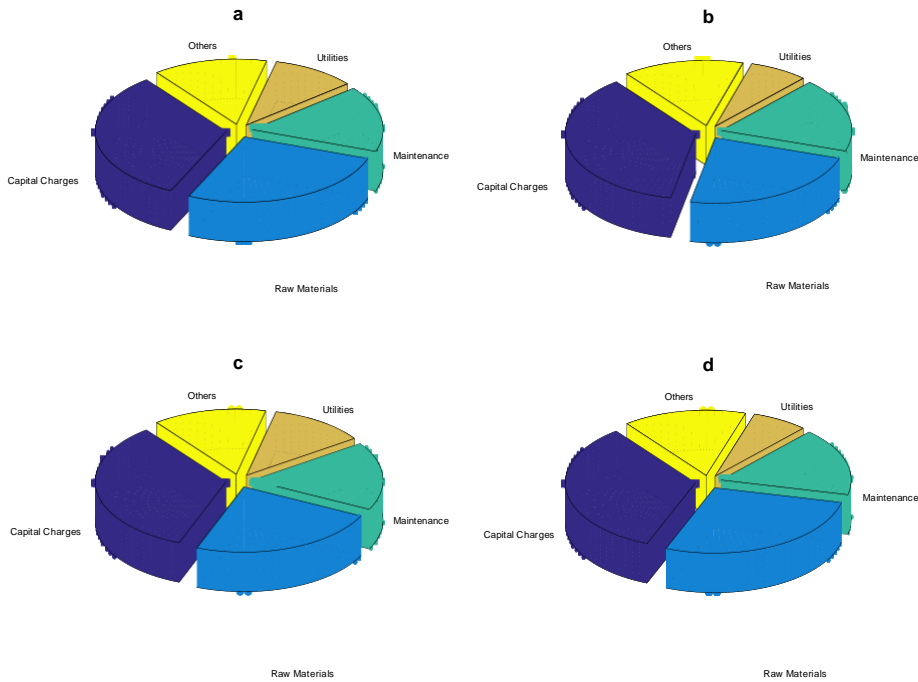 a
Others
Utilities
Capital Charges
Maintenance
Raw Materials
b
Others
Utilities
Capital Charges
Maintenance
Raw Materials
c
Others
Utilities
Capital Charges
Maintenance
Raw Materials
d
Others
Utilities
Capital Charges
Maintenance
Raw Materials